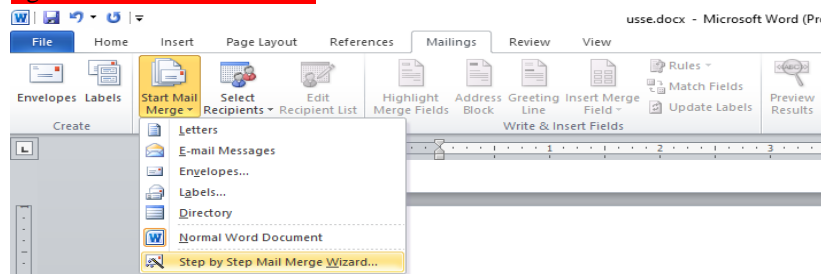 usse.docx - Microsoft Word (Pr
File Home Insert Page Layout References Mailings Review View
Envelopes Labels Start Mail Merge Select Recipients Edit Recipient List Highlight Merge Fields Address Block Greeting Line Insert Merge Field Rules Match Fields Update Labels Preview Results
Create Write & Insert Fields
Letters
E-mail Messages
Envelopes...
Labels...
Directory
Normal Word Document
Step by Step Mail Merge Wizard...
1 2 3